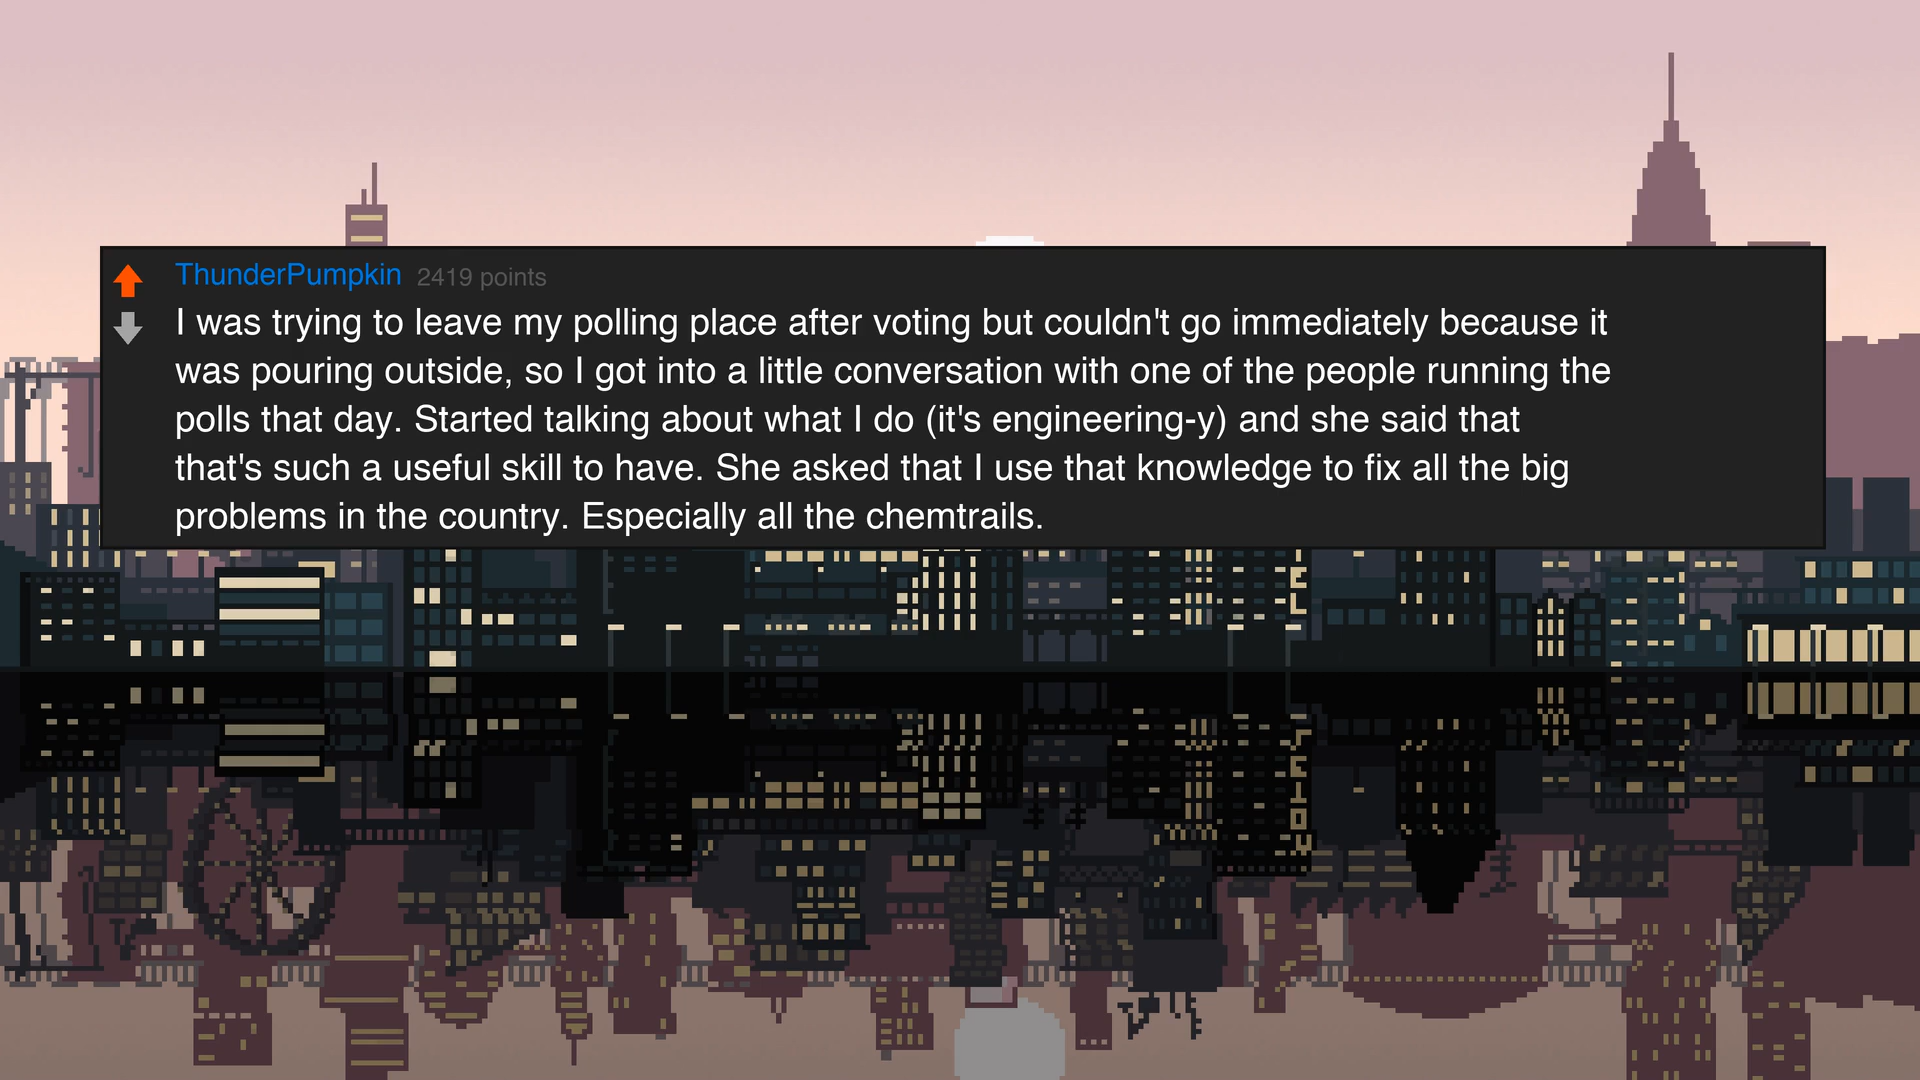 ThunderPumpkin 2419 points
I was trying to leave my polling place after voting but couldn't go immediately because it
was pouring outside, so I got into a little conversation with one of the people running the
polls that day. Started talking about what I do (it's engineering-y) and she said that
that's such a useful skill to have. She asked that I use that knowledge to fix all the big
problems in the country. Especially all the chemtrails.